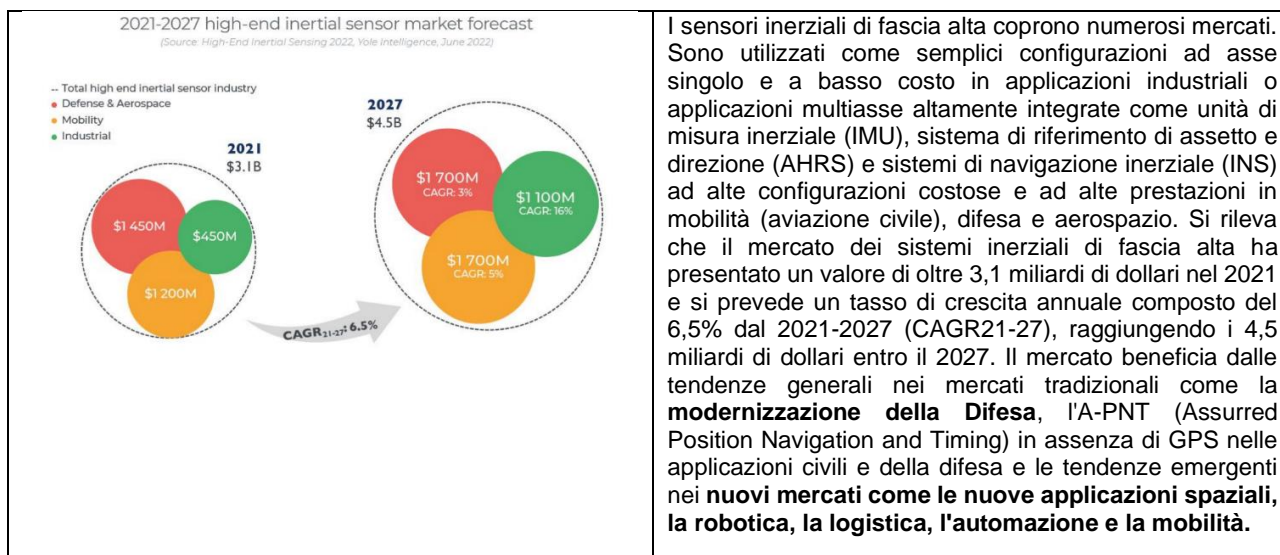 2021-2027 high-end inertial sensor market forecast
(Source: High-End Inertial Sensing 2022, Yole Intelligence, June 2022)
-- Total high end inertial sensor industry
Defense & Aerospace
Mobility
Industrial
2021
$3.1B
$1 450M
$450M
$1 200M
CAGR21-27: 6.5%
2027
$4.5B
$1 700M
CAGR: 3%
$1 100M
CAGR: 16%
$1 700M
CAGR: 5%
I sensori inerziali di fascia alta coprono numerosi mercati.
Sono utilizzati come semplici configurazioni ad asse
singolo e a basso costo in applicazioni industriali o
applicazioni multiasse altamente integrate come unità di
misura inerziale (IMU), sistema di riferimento di assetto e
direzione (AHRS) e sistemi di navigazione inerziale (INS)
ad alte configurazioni costose e ad alte prestazioni in
mobilità (aviazione civile), difesa e aerospazio. Si rileva
che il mercato dei sistemi inerziali di fascia alta ha
presentato un valore di oltre 3,1 miliardi di dollari nel 2021
e si prevede un tasso di crescita annuale composto del
6,5% dal 2021-2027 (CAGR21-27), raggiungendo i 4,5
miliardi di dollari entro il 2027. Il mercato beneficia dalle
tendenze generali nei mercati tradizionali come la
modernizzazione della Difesa, l'A-PNT (Assurred
Position Navigation and Timing) in assenza di GPS nelle
applicazioni civili e della difesa e le tendenze emergenti
nei nuovi mercati come le nuove applicazioni spaziali,
la robotica, la logistica, l'automazione e la mobilità.